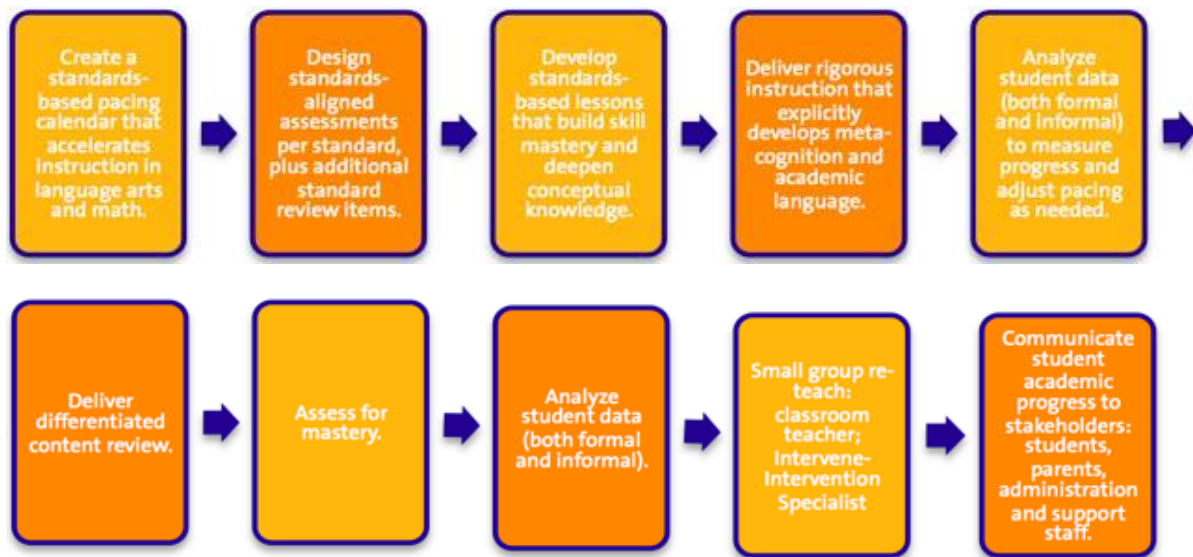 Create a
standards-
based pacing
calendar that
accelerates
instruction in
language arts
and math.
Design
standards-
aligned
assessments
per standard,
plus additional
standard
review items.
Develop
standards-
based lessons
that build skill
mastery and
deepen
conceptual
knowledge.
Deliver rigorous
instruction that
explicitly
develops meta-
cognition and
academic
language.
Analyze
student data
(both formal
and informal)
to measure
progress and
adjust pacing
as needed.
Deliver
differentiated
content review.
Assess for
mastery.
Analyze
student data
(both formal
and informal).
Small group re-
teach:
classroom
teacher;
Intervene-
Intervention
Specialist
Communicate
student
academic
progress to
stakeholders:
students,
parents,
administration
and support
staff.